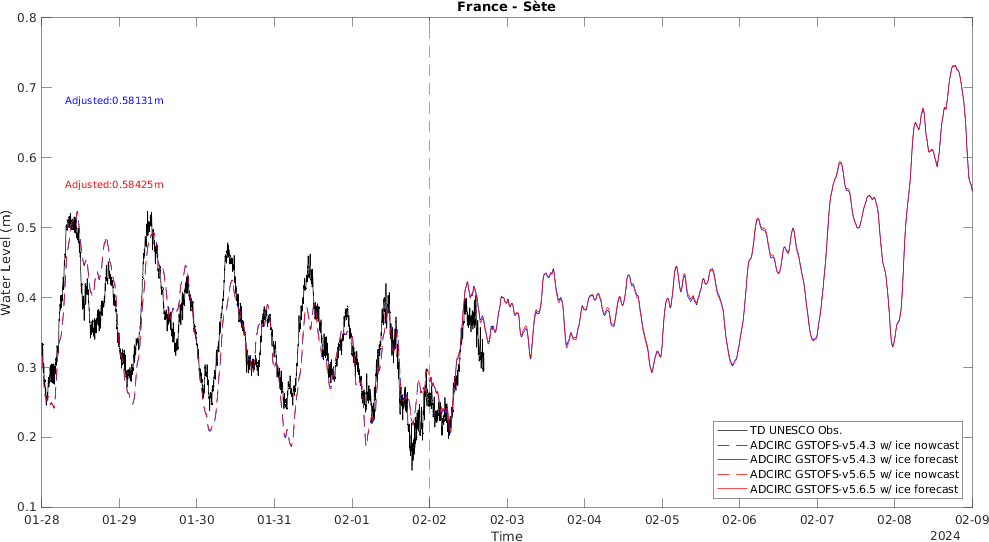 France - Sète
0.8
0.7
0.6
0.5
0.4
0.3
0.2
0.1
Water Level (m)
Adjusted:0.58131m
Adjusted:0.58425m
TD UNESCO Obs.
ADCIRC GSTOFS-v5.4.3 w/ ice nowcast
ADCIRC GSTOFS-v5.4.3 w/ ice forecast
ADCIRC GSTOFS-v5.6.5 w/ ice nowcast
ADCIRC GSTOFS-v5.6.5 w/ ice forecast
01-28 01-29 01-30 01-31 02-01 02-02 02-03 02-04 02-05 02-06 02-07 02-08 02-09
Time
2024